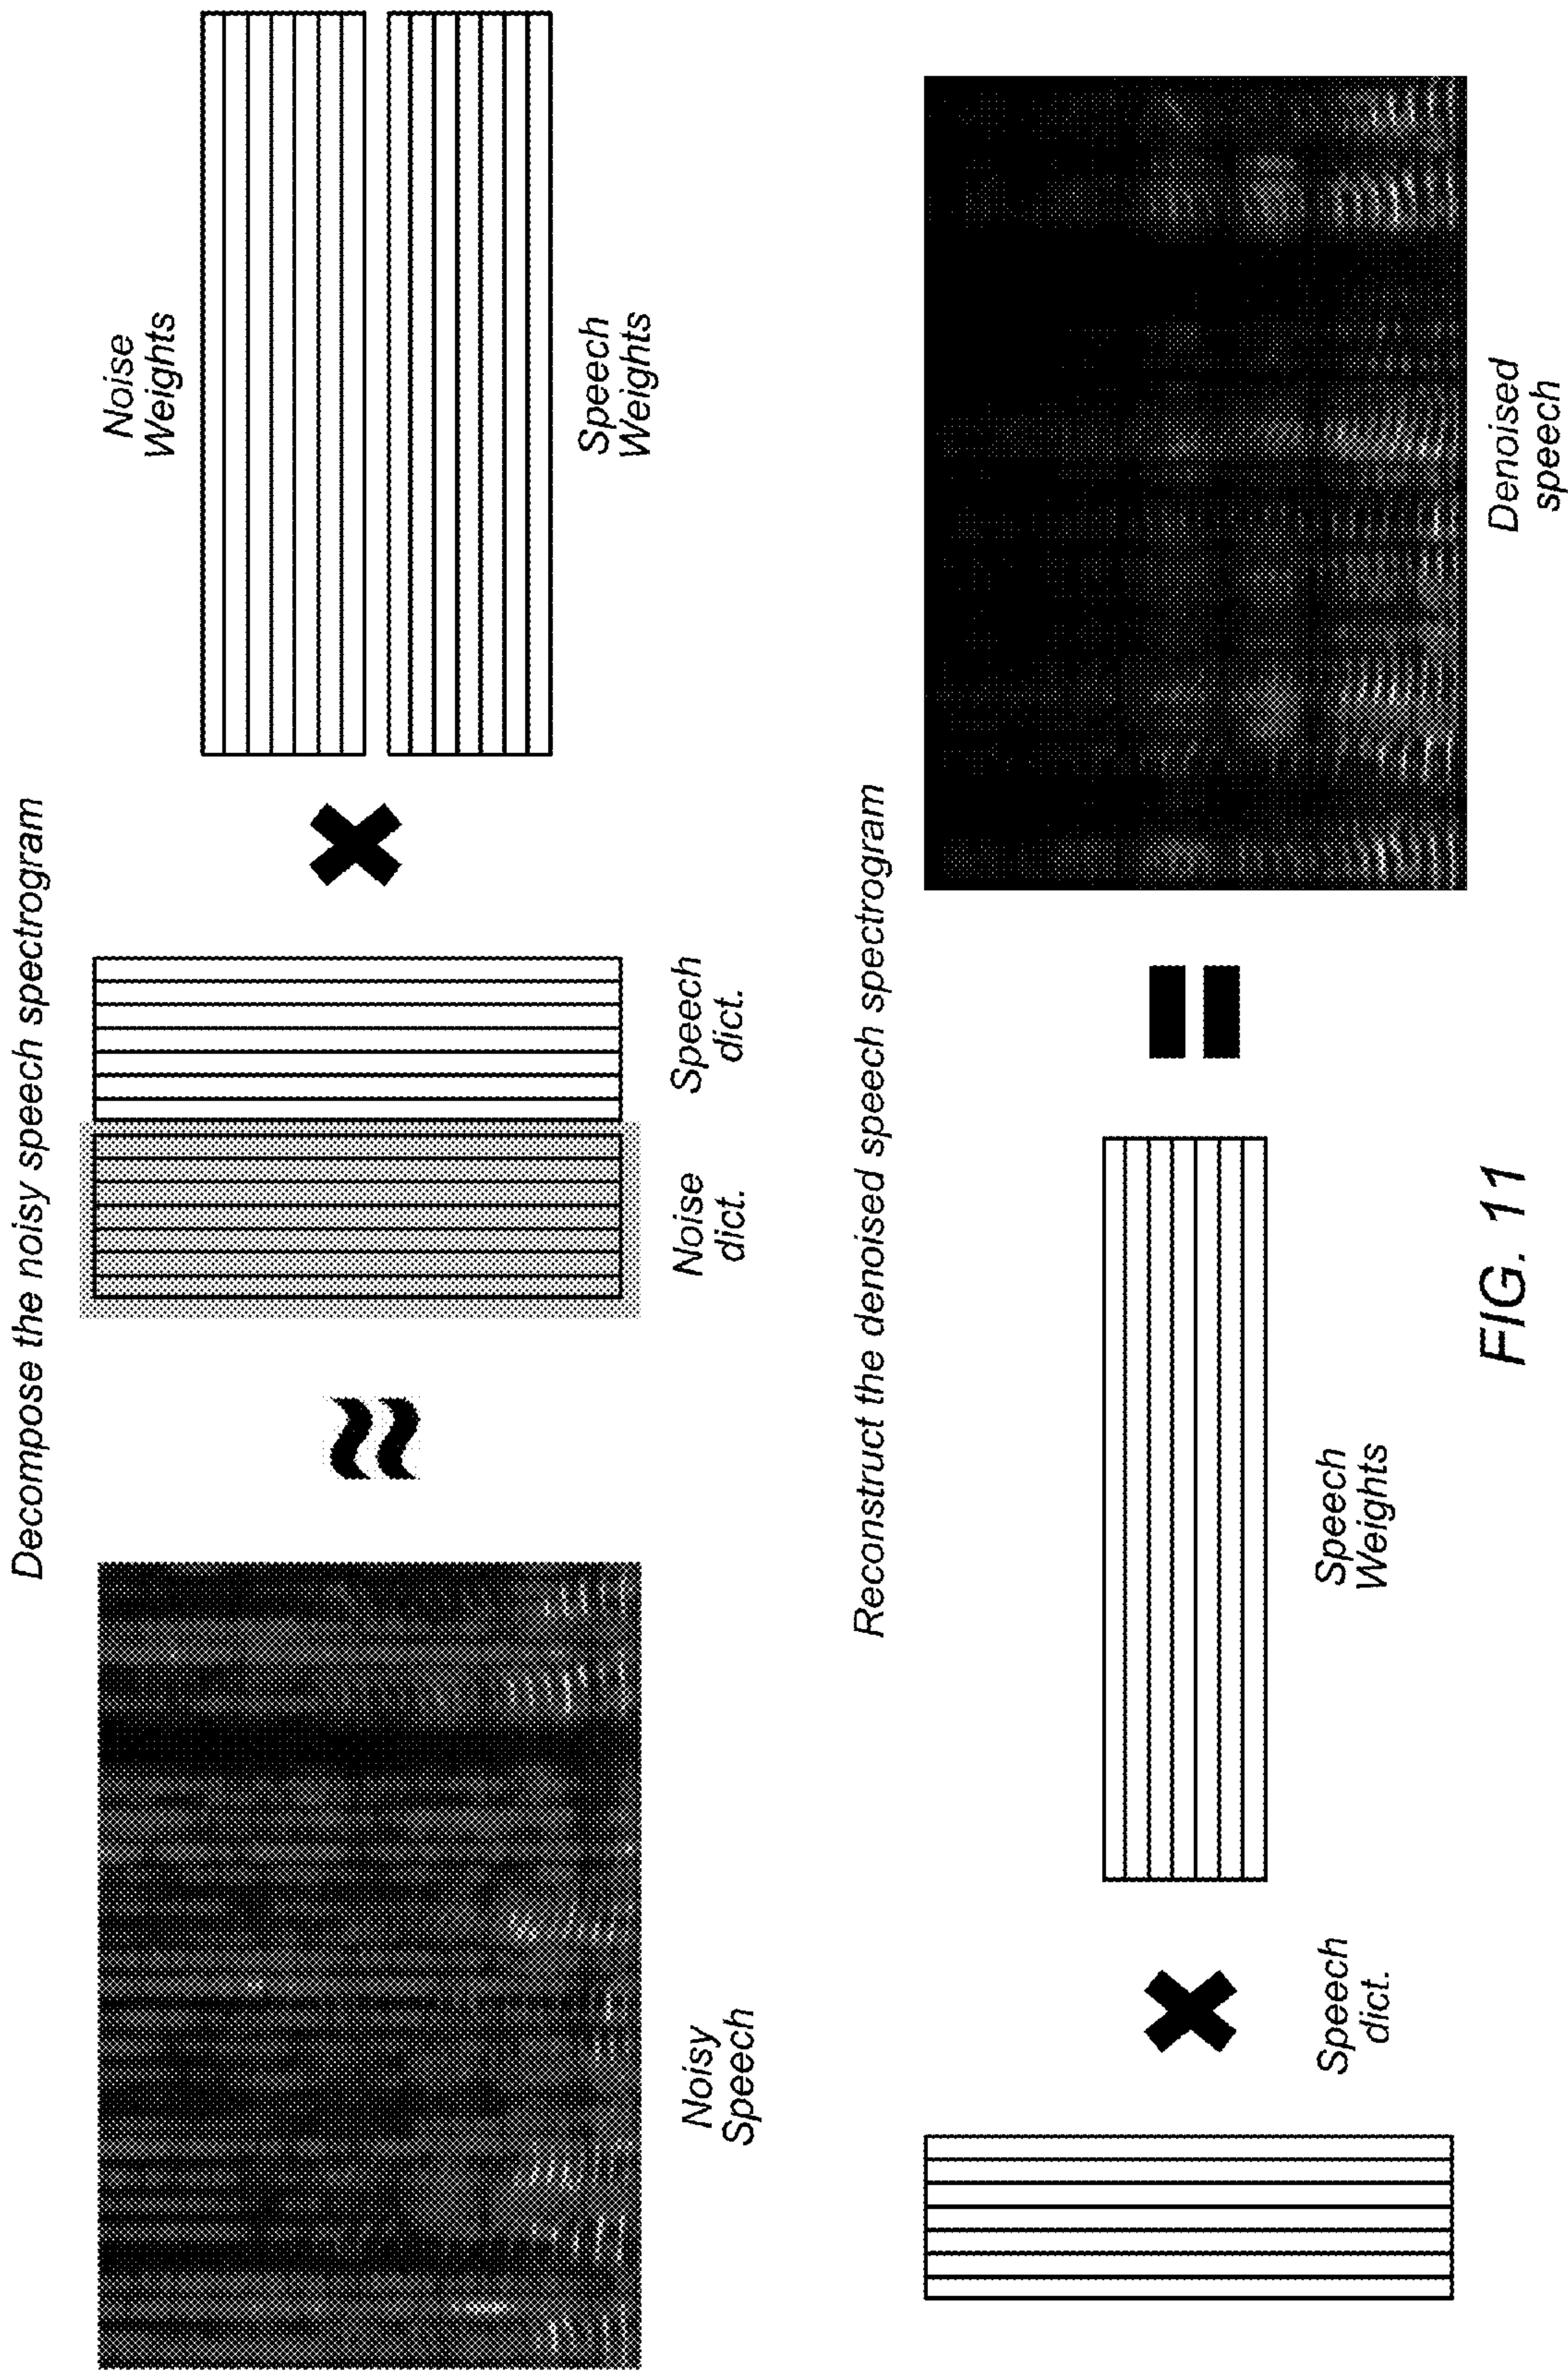 Decompose the noisy speech spectrogram
Noise
Weights
Noisy
Speech
Noise
dict.
Speech
dict.
Speech
Weights
Reconstruct the denoised speech spectrogram
Speech
dict.
Speech
Weights
Denoised
speech
FIG. 11